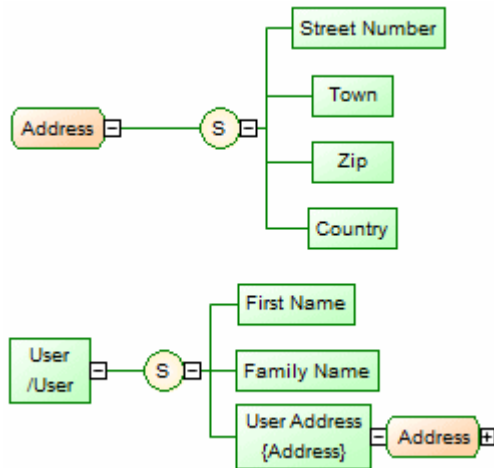 Street Number
Town
Address
S
Zip
Country
First Name
User
/User
S
Family Name
User Address
{Address}
Address